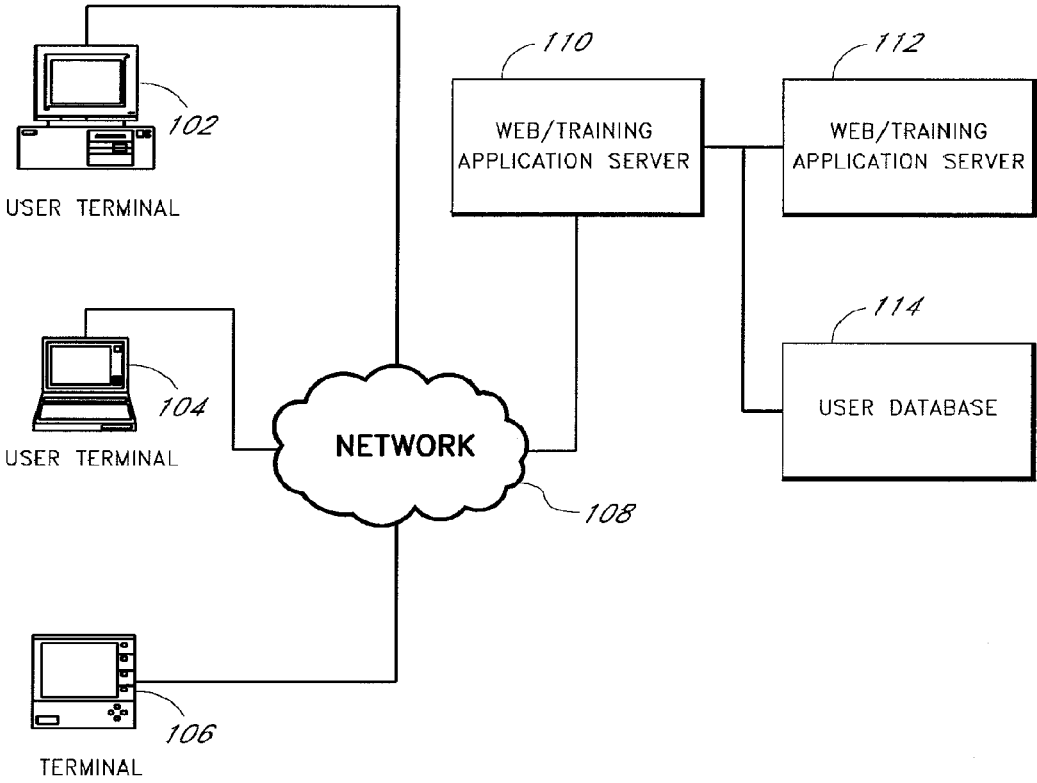 110
112
102
WEB/TRAINING
APPLICATION SERVER
WEB/TRAINING
APPLICATION SERVER
USER TERMINAL
114
104
USER DATABASE
USER TERMINAL
NETWORK
108
106
TERMINAL